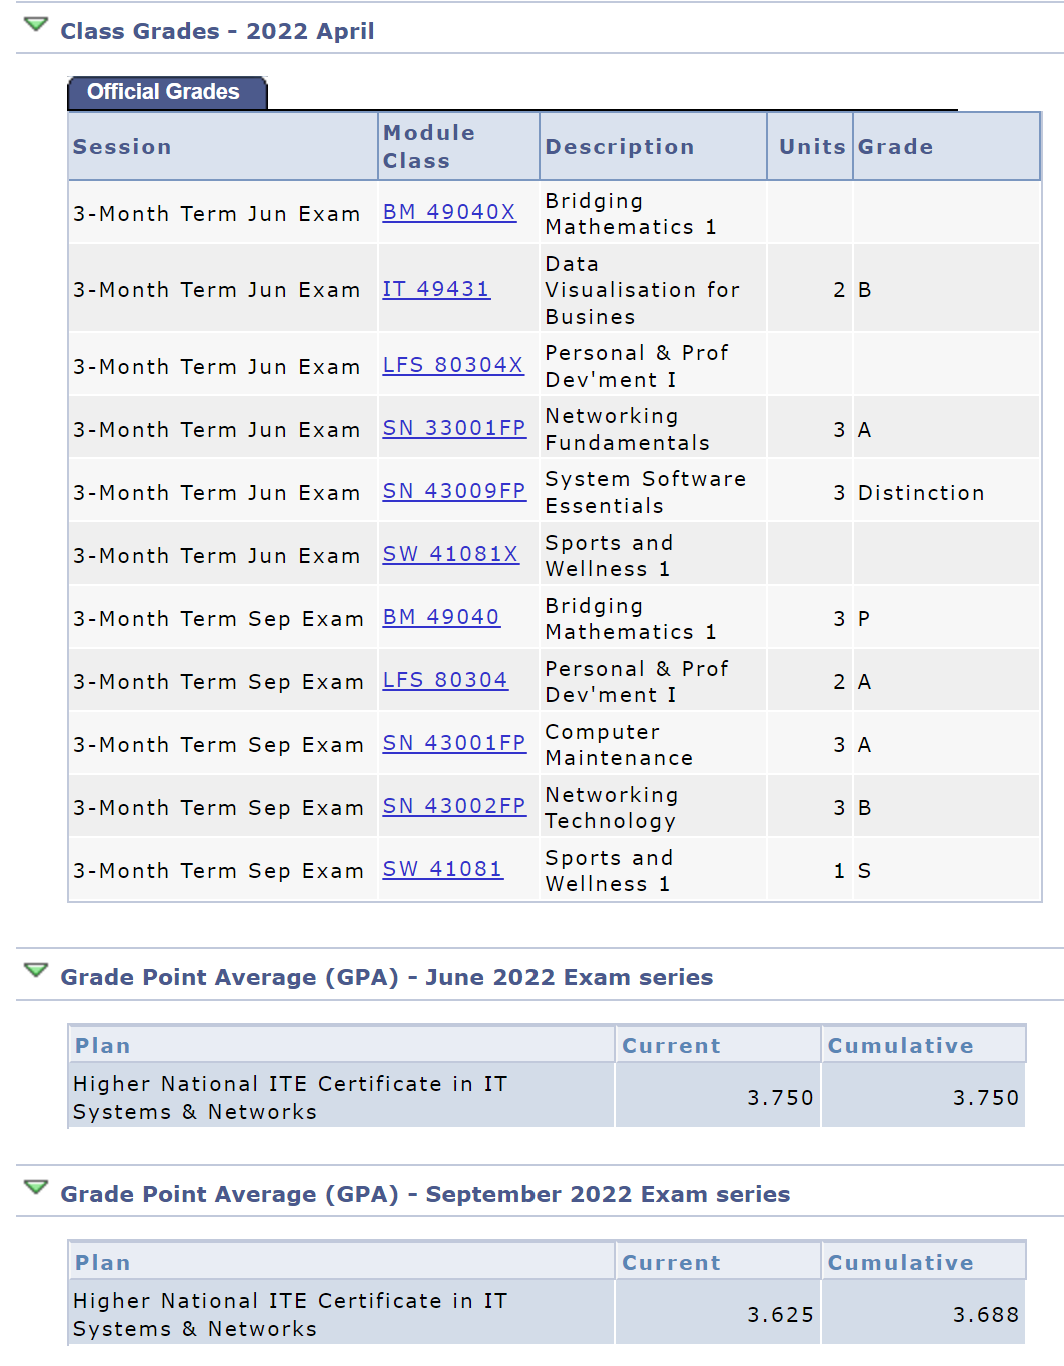 Class Grades - 2022 April
Official Grades
Session Module Class Description Units Grade
3-Month Term Jun Exam BM 49040X Bridging Mathematics 1
3-Month Term Jun Exam IT 49431 Data Visualisation for Busines 2 B
3-Month Term Jun Exam LFS 80304X Personal & Prof Dev'ment I
3-Month Term Jun Exam SN 33001FP Networking Fundamentals 3 A
3-Month Term Jun Exam SN 43009FP System Software Essentials 3 Distinction
3-Month Term Jun Exam SW 41081X Sports and Wellness 1
3-Month Term Sep Exam BM 49040 Bridging Mathematics 1 3 P
3-Month Term Sep Exam LFS 80304 Personal & Prof Dev'ment I 2 A
3-Month Term Sep Exam SN 43001FP Computer Maintenance 3 A
3-Month Term Sep Exam SN 43002FP Networking Technology 3 B
3-Month Term Sep Exam SW 41081 Sports and Wellness 1 1 S
Grade Point Average (GPA) - June 2022 Exam series
Plan Current Cumulative
Higher National ITE Certificate in IT Systems & Networks 3.750 3.750
Grade Point Average (GPA) - September 2022 Exam series
Plan Current Cumulative
Higher National ITE Certificate in IT Systems & Networks 3.625 3.688